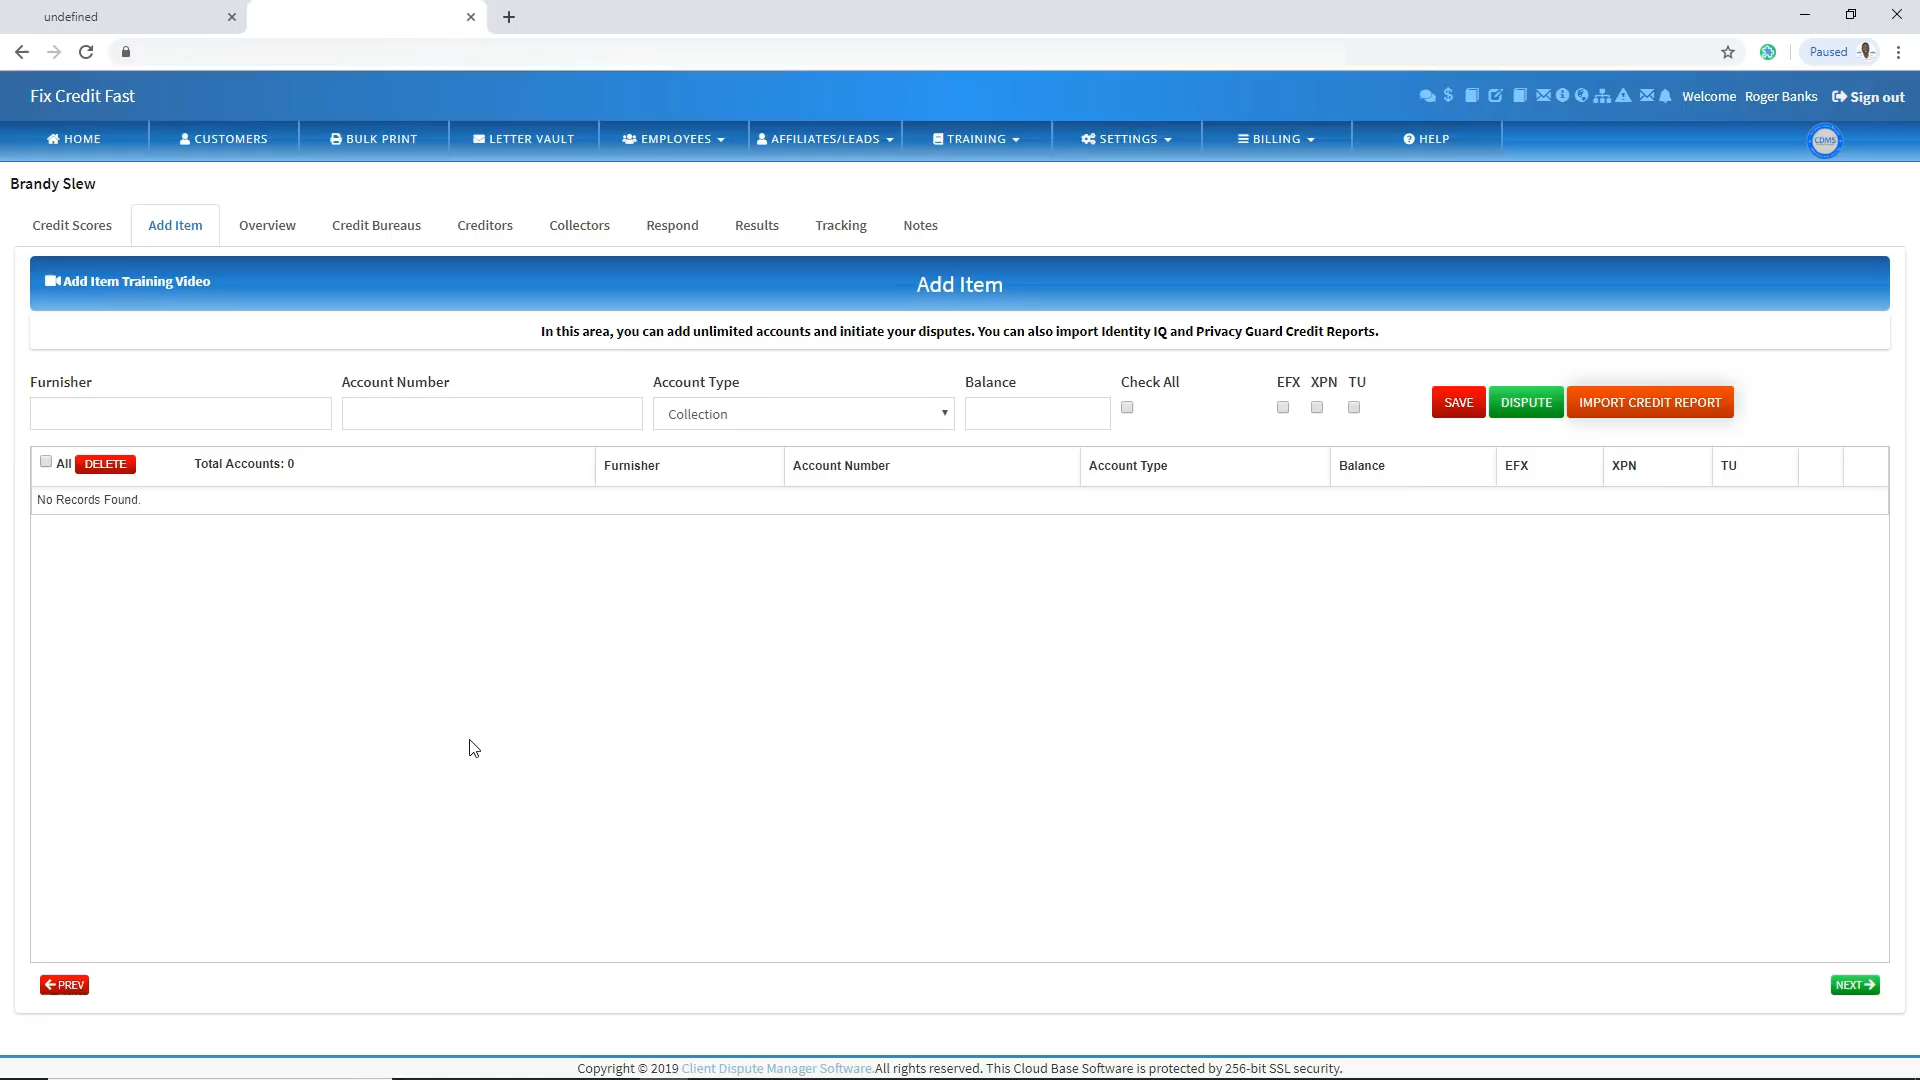 undefined
Paused
Fix Credit Fast
Welcome Roger Banks Sign out
HOME CUSTOMERS BULK PRINT LETTER VAULT EMPLOYEES AFFILIATES/LEADS TRAINING SETTINGS BILLING HELP CDMS
Brandy Slew
Credit Scores Add Item Overview Credit Bureaus Creditors Collectors Respond Results Tracking Notes
Add Item Training Video Add Item
In this area, you can add unlimited accounts and initiate your disputes. You can also import Identity IQ and Privacy Guard Credit Reports.
Furnisher Account Number Account Type Balance Check All EFX XPN TU
Collection SAVE DISPUTE IMPORT CREDIT REPORT
All DELETE Total Accounts: 0 Furnisher Account Number Account Type Balance EFX XPN TU
No Records Found.
PREV NEXT
Copyright © 2019 Client Dispute Manager Software.All rights reserved. This Cloud Base Software is protected by 256-bit SSL security.